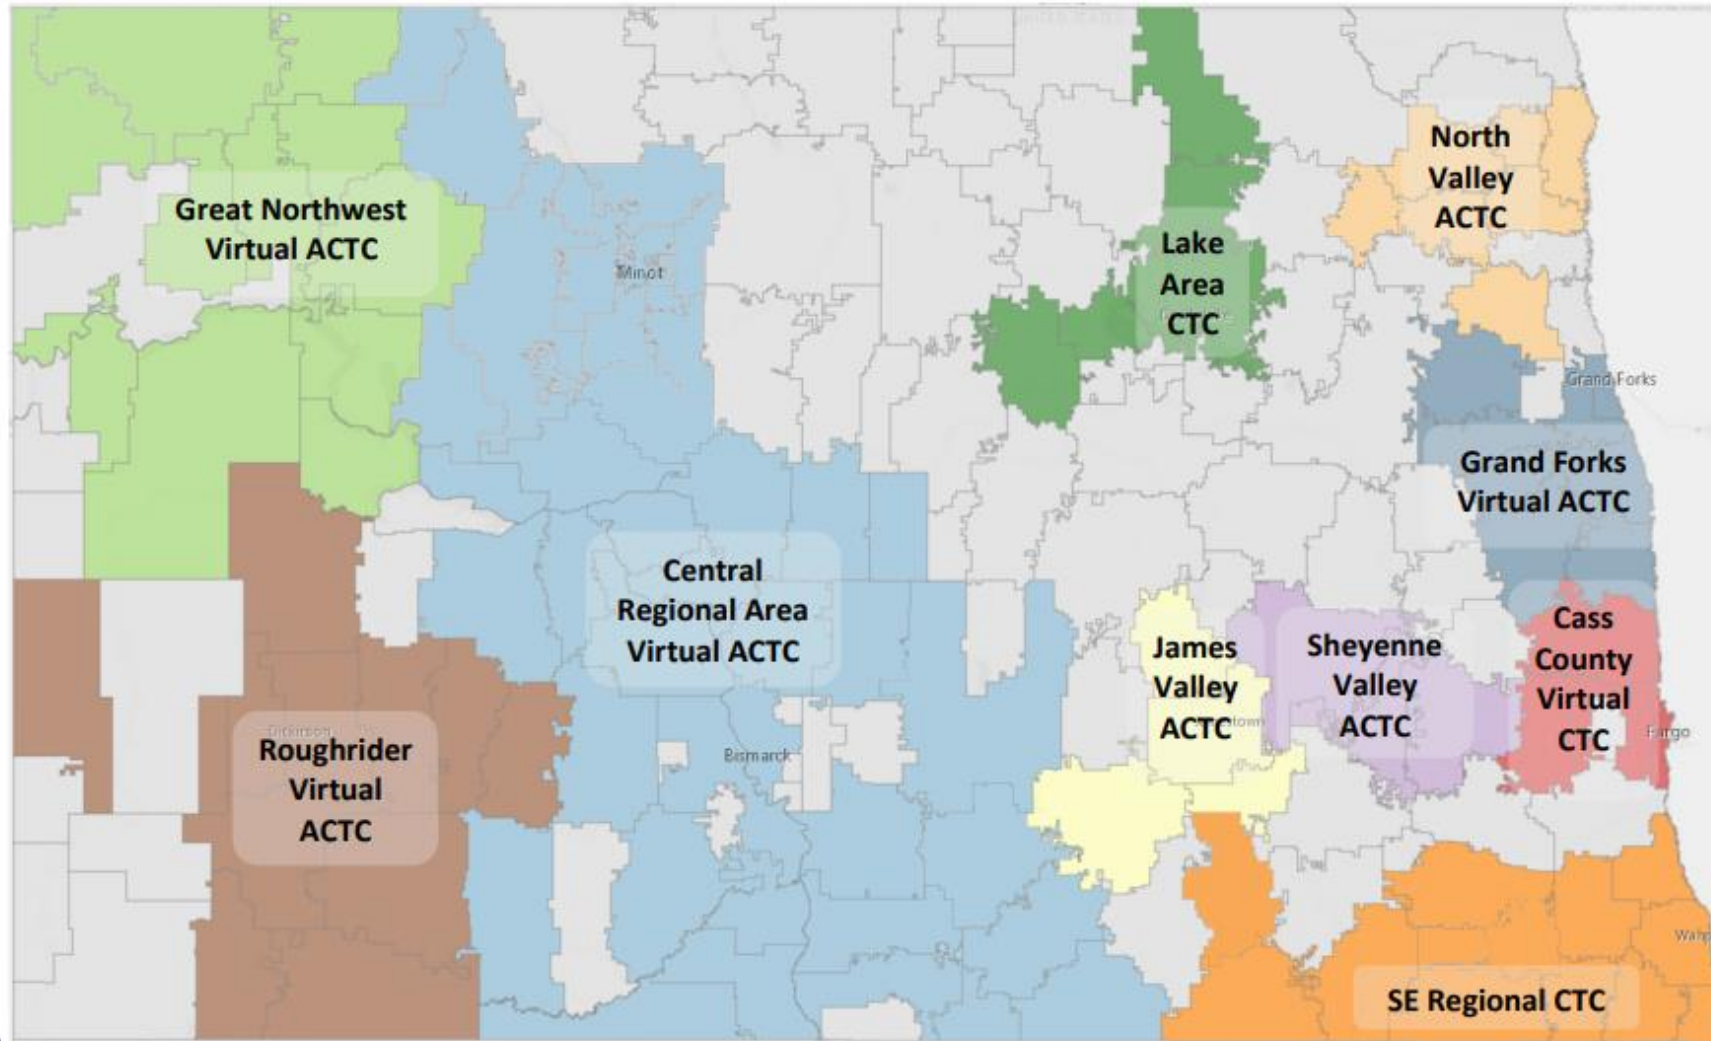 North
Valley
ACTC
Great Northwest
Virtual ACTC
Minot
Lake
Area
CTC
Grand Forks
Grand Forks
Virtual ACTC
Central
Regional Area
Virtual ACTC
Cass
County
Virtual
CTC
James
Valley
ACTC
Sheyenne
Valley
ACTC
Dickinson
Roughrider
Virtual
ACTC
Bismarck
Fargo
Wahp
SE Regional CTC